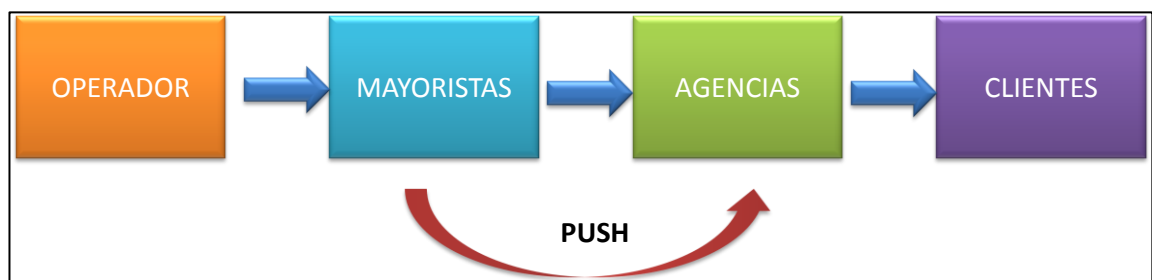 OPERADOR
MAYORISTAS
AGENCIAS
CLIENTES
PUSH